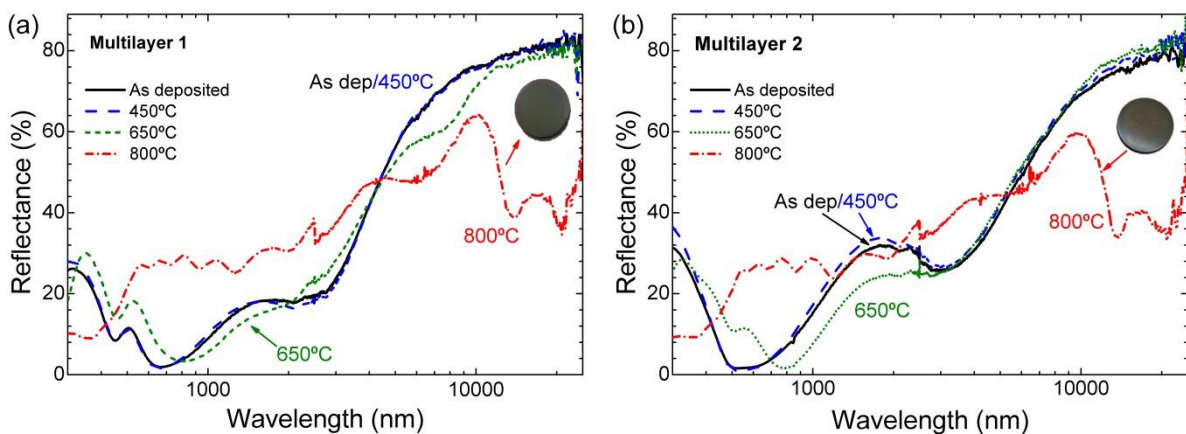 (a)
Multilayer 1
As deposited
450ºC
650ºC
800ºC
As dep/450ºC
800ºC
650ºC
Reflectance (%)
0
20
40
60
80
1000
10000
Wavelength (nm)
(b)
Multilayer 2
As deposited
450ºC
650ºC
800ºC
As dep/450ºC
800ºC
650ºC
Reflectance (%)
0
20
40
60
80
1000
10000
Wavelength (nm)